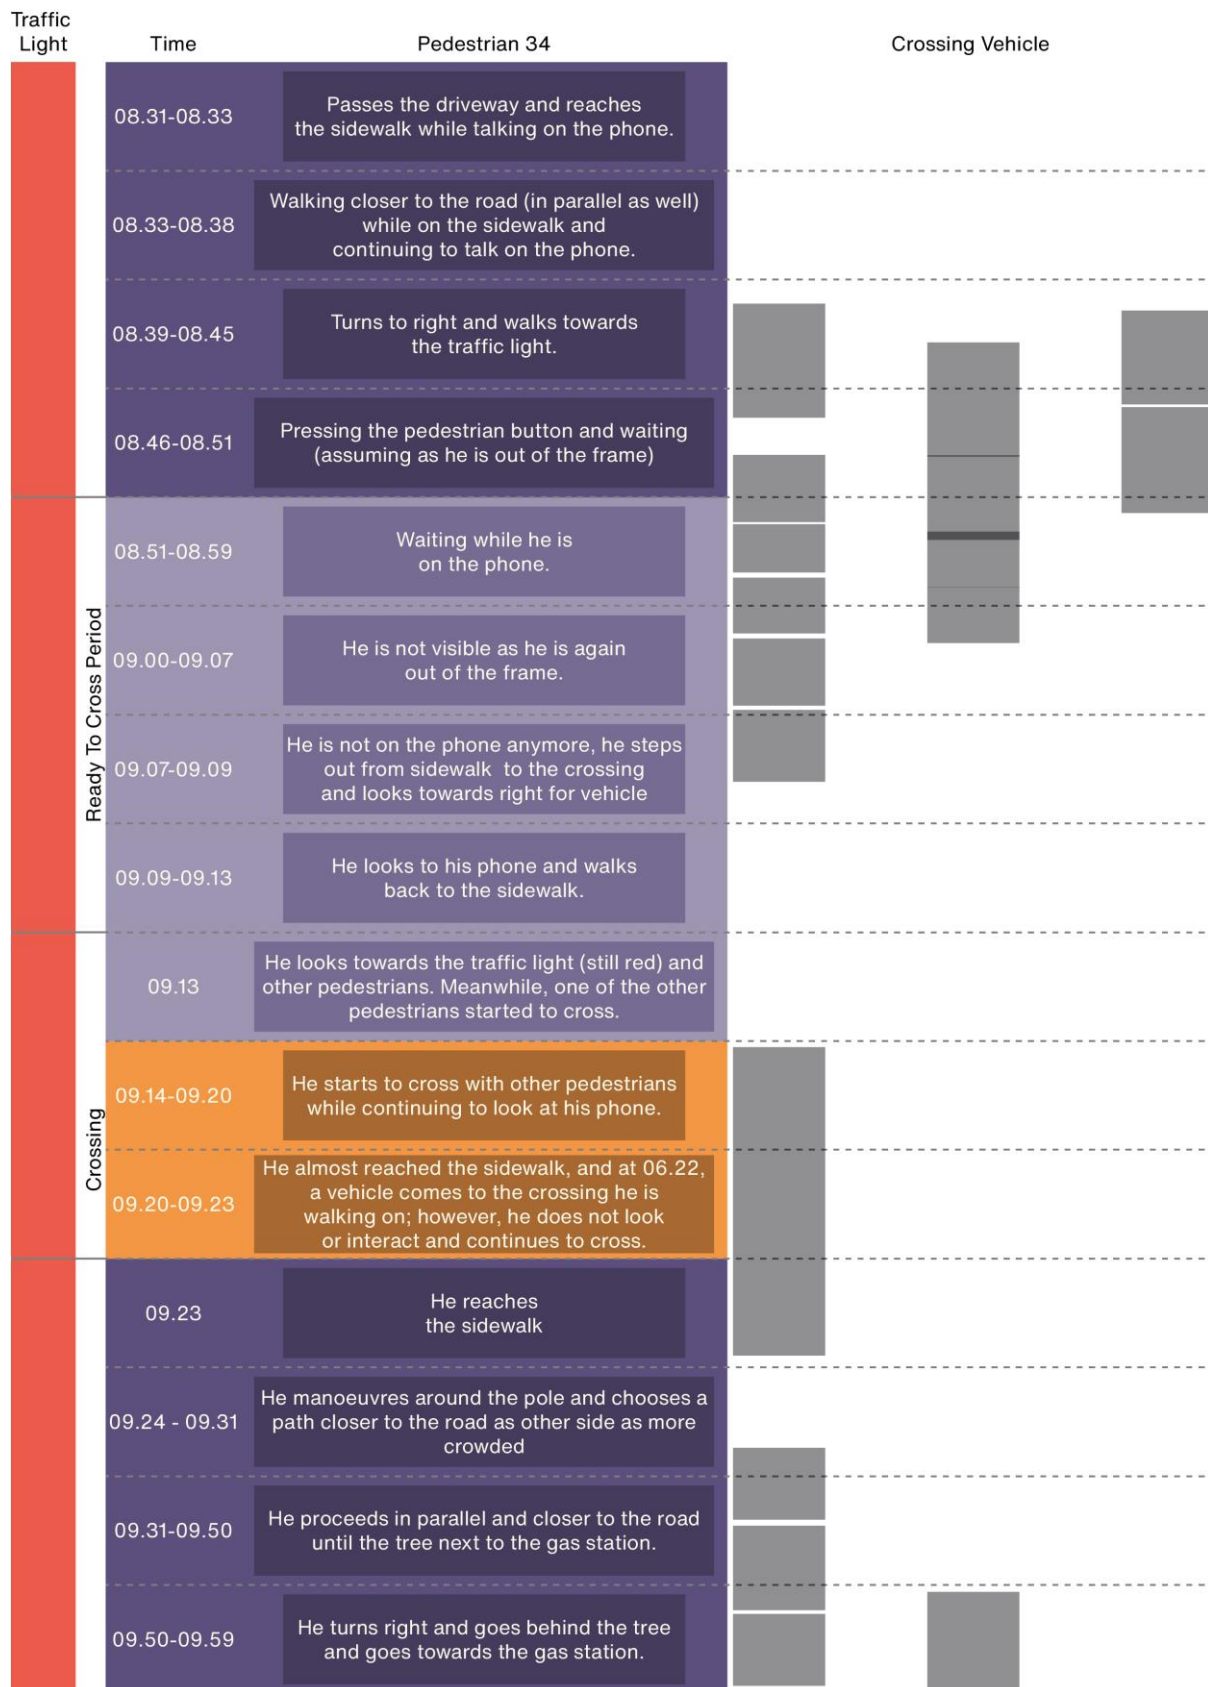 Traffic
Light
Time
Pedestrian 34
Crossing Vehicle
08.31-08.33
Passes the driveway and reaches
the sidewalk while talking on the phone.
08.33-08.38
Walking closer to the road (in parallel as well)
while on the sidewalk and
continuing to talk on the phone.
08.39-08.45
Turns to right and walks towards
the traffic light.
08.46-08.51
Pressing the pedestrian button and waiting
(assuming as he is out of the frame)
Ready To Cross Period
08.51-08.59
Waiting while he is
on the phone.
09.00-09.07
He is not visible as he is again
out of the frame.
09.07-09.09
He is not on the phone anymore, he steps
out from sidewalk to the crossing
and looks towards right for vehicle
09.09-09.13
He looks to his phone and walks
back to the sidewalk.
09.13
He looks towards the traffic light (still red) and
other pedestrians. Meanwhile, one of the other
pedestrians started to cross.
Crossing
09.14-09.20
He starts to cross with other pedestrians
while continuing to look at his phone.
09.20-09.23
He almost reached the sidewalk, and at 06.22,
a vehicle comes to the crossing he is
walking on; however, he does not look
or interact and continues to cross.
09.23
He reaches
the sidewalk
09.24 - 09.31
He manoeuvres around the pole and chooses a
path closer to the road as other side as more
crowded
09.31-09.50
He proceeds in parallel and closer to the road
until the tree next to the gas station.
09.50-09.59
He turns right and goes behind the tree
and goes towards the gas station.